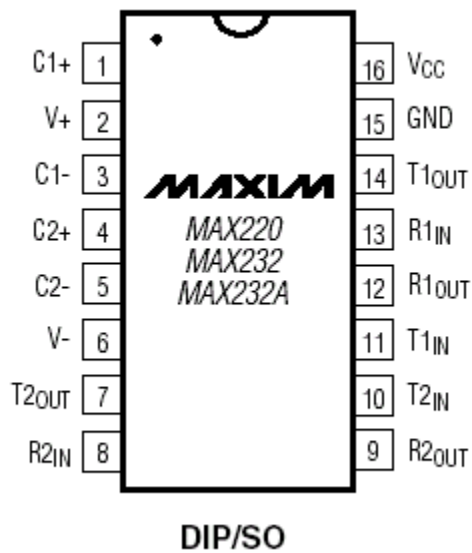 C1+ 1 16 VCC
V+ 2 15 GND
C1- 3 14 T1OUT
MAXIM
C2+ 4 MAX220 13 R1IN
MAX232
C2- 5 MAX232A 12 R1OUT
V- 6 11 T1IN
T2OUT 7 10 T2IN
R2IN 8 9 R2OUT
DIP/SO